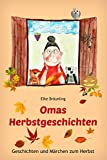 Elke Bräunling
Omas
Herbstgeschichten
Geschichten und Märchen zum Herbst